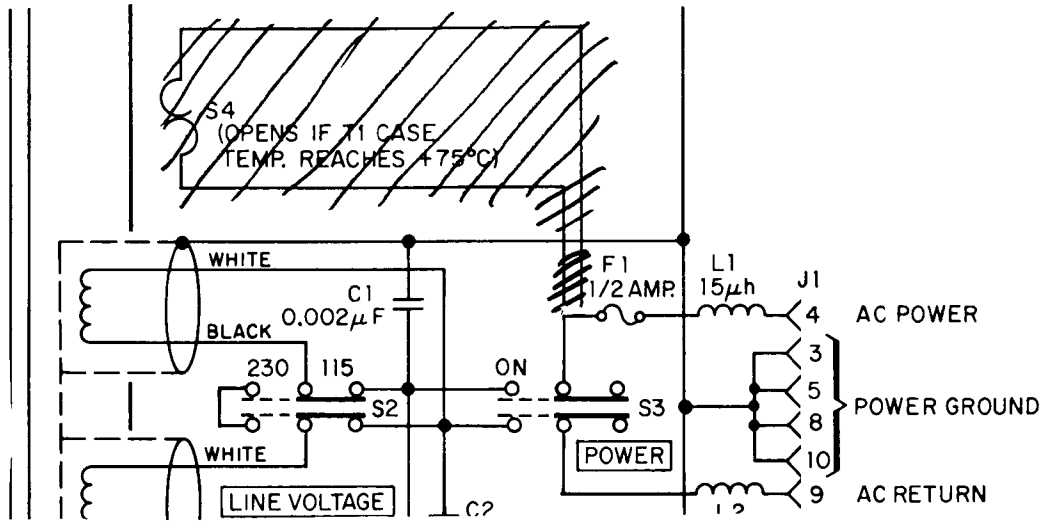 S4
(OPENS IF T1 CASE
TEMP. REACHES +75°C)
WHITE
F1
1/2 AMP.
L1
15μh
J1
C1
0.002μF
4
AC POWER
BLACK
3
230
115
ON
5
S2
S3
POWER GROUND
8
WHITE
POWER
10
LINE VOLTAGE
9
AC RETURN
C2
L2